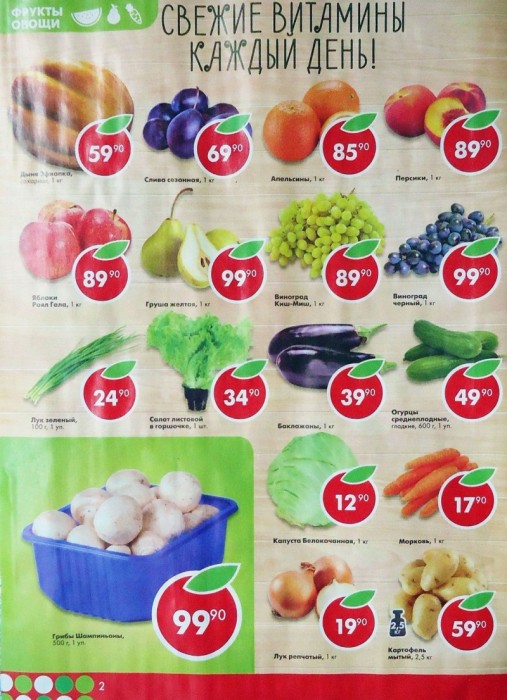 ФРУКТЫ
ОВОЩИ
СВЕЖИЕ ВИТАМИНЫ
КАЖДЫЙ ДЕНЬ!
59 90
69 90
85 90
89 90
Дыня Эфиопка,
1 кг
Слива сезонная, 1 кг
Апельсины, 1 кг
Персики, 1 кг
89 90
99 90
89 90
99 90
Яблоки
Роял Гала, 1 кг
Груша желтая, 1 кг
Виноград
Киш-Миш, 1 кг
Виноград
черный, 1 кг
24 90
34 90
39 90
49 90
Лук зеленый,
100 г, 1 уп.
Салат листовой
в горшочке, 1 шт.
Баклажаны, 1 кг
Огурцы
среднеплодные,
гладкие, 600 г, 1 уп.
12 90
17 90
Капуста Белокочанная, 1 кг
Морковь, 1 кг
99 90
Грибы Шампиньоны,
500 г, 1 уп.
19 90
2,5
КГ
59 90
Лук репчатый, 1 кг
Картофель
мытый, 2,5 кг
2